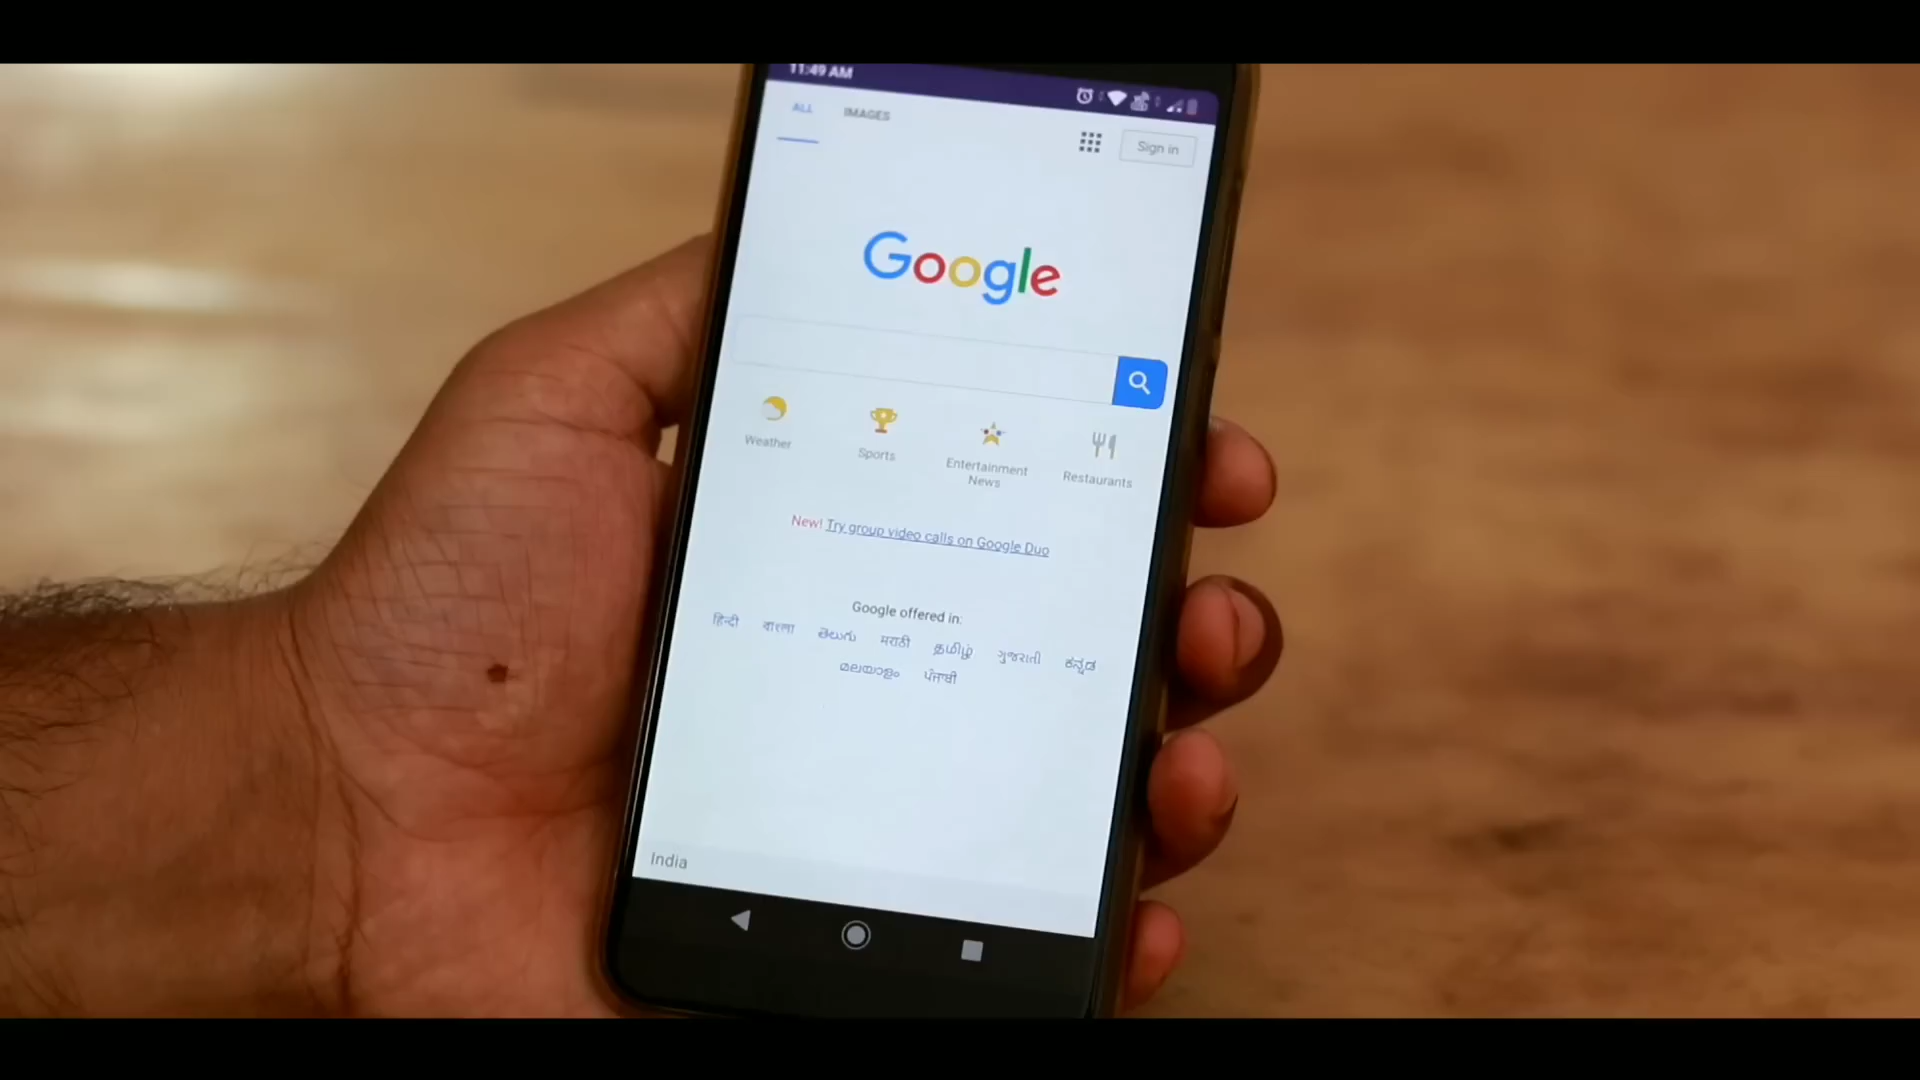 11:49 AM
ALL IMAGES
Sign in
Google
Weather Sports Entertainment News Restaurants
New! Try group video calls on Google Duo
Google offered in:
हिन्दी বাংলা తెలుగు मराठी தமிழ் ગુજરાતી ಕನ್ನಡ
മലയാളം ਪੰਜਾਬੀ
India